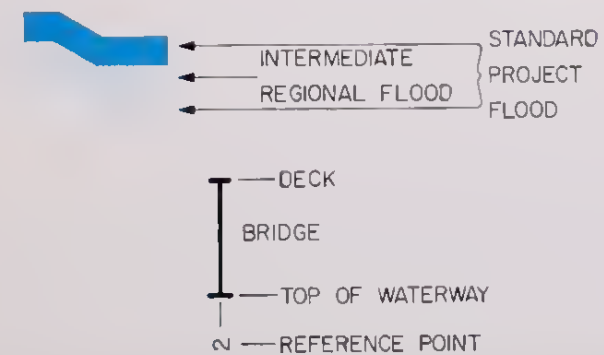 STANDARD
INTERMEDIATE
PROJECT
REGIONAL FLOOD
FLOOD
DECK
BRIDGE
TOP OF WATERWAY
2
REFERENCE POINT